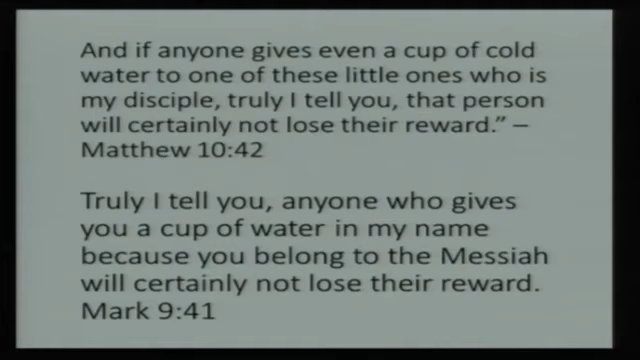 And if anyone gives even a cup of cold
water to one of these little ones who is
my disciple, truly I tell you, that person
will certainly not lose their reward.” –
Matthew 10:42
Truly I tell you, anyone who gives
you a cup of water in my name
because you belong to the Messiah
will certainly not lose their reward.
Mark 9:41